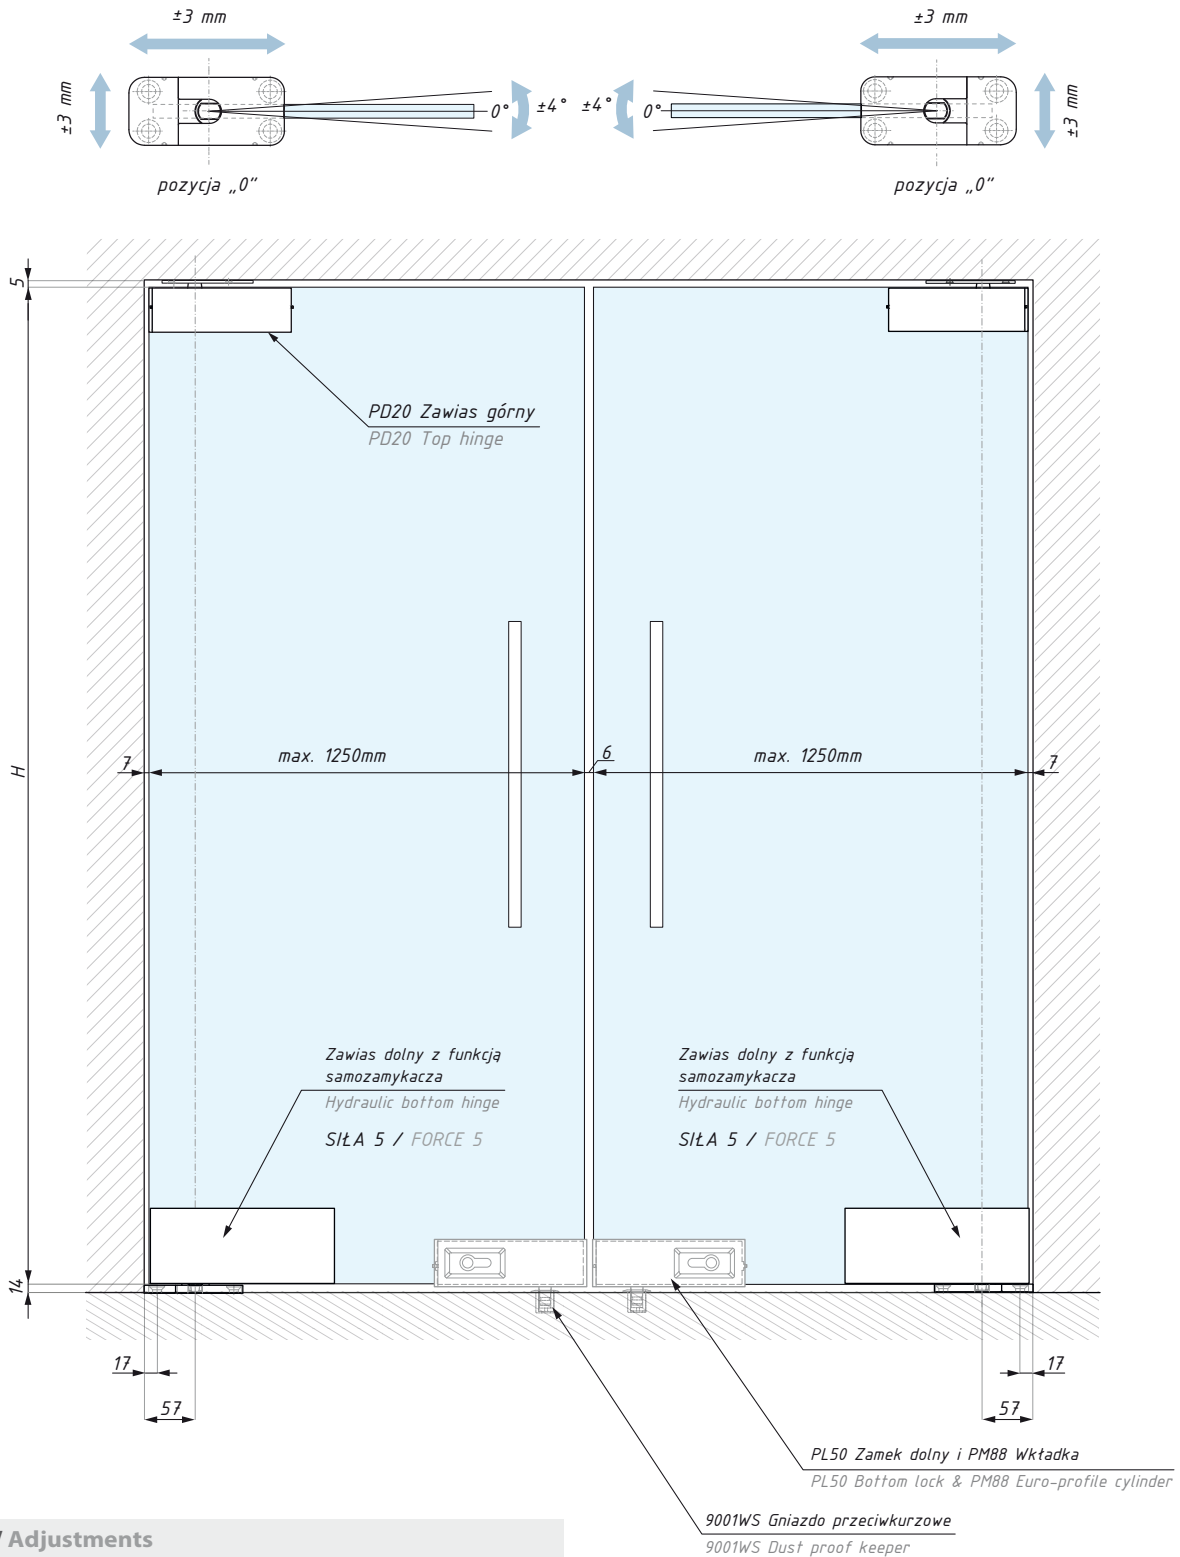 ±3 mm
±3 mm
±3 mm
±3 mm
0°
±4°
±4°
0°
pozycja „0”
pozycja „0”
5
PD20 Zawias górny
PD20 Top hinge
H
7
max. 1250mm
6
max. 1250mm
7
Zawias dolny z funkcją
samozamykacza
Hydraulic bottom hinge
SIŁA 5 / FORCE 5
Zawias dolny z funkcją
samozamykacza
Hydraulic bottom hinge
SIŁA 5 / FORCE 5
14
17
57
17
57
PL50 Zamek dolny i PM88 Wkładka
PL50 Bottom lock & PM88 Euro-profile cylinder
9001WS Gniazdo przeciwkurzowe
9001WS Dust proof keeper
/ Adjustments